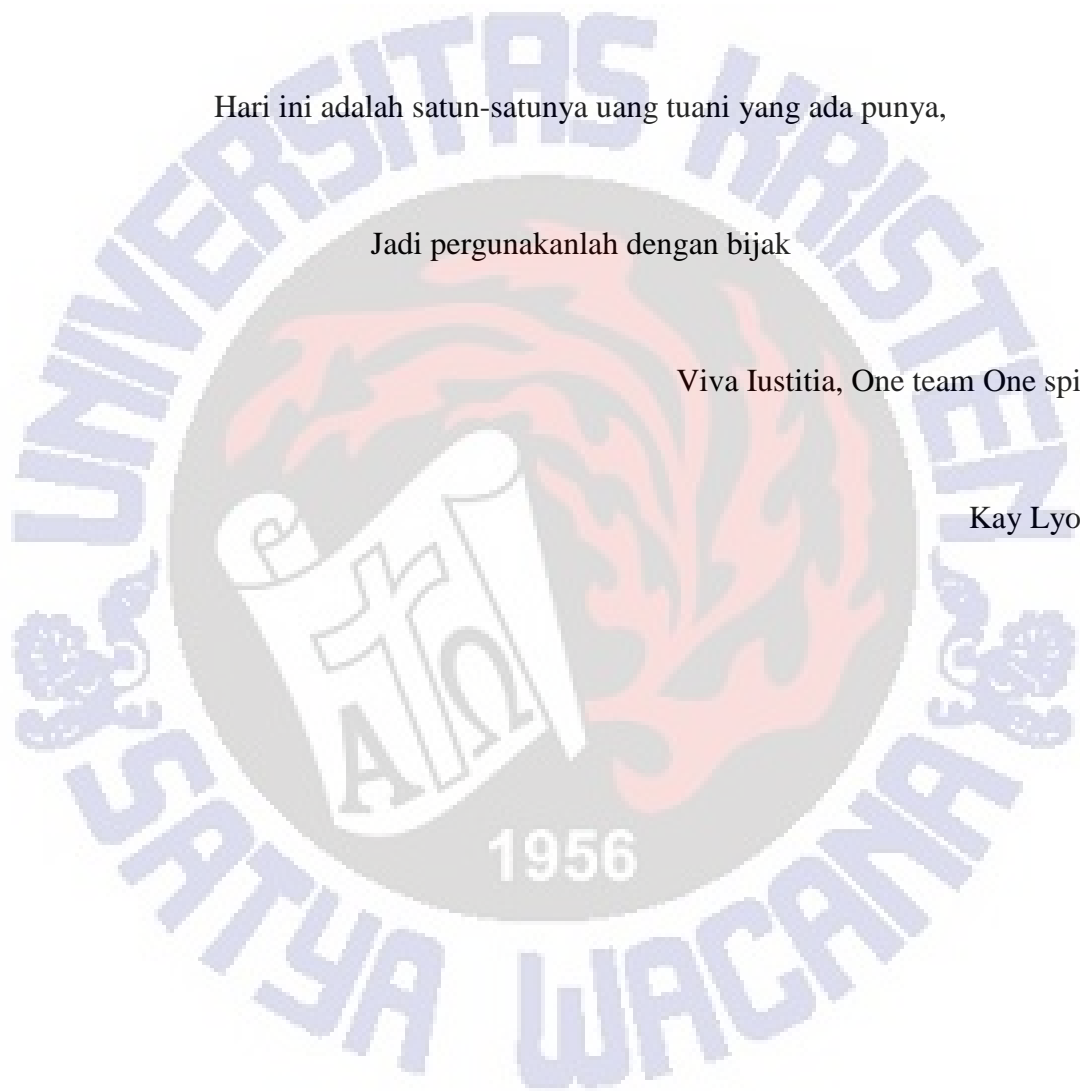 Hari ini adalah satun-satunya uang tuani yang ada punya,
Jadi pergunakanlah dengan bijak
Viva Iustitia, One team One spi
Kay Lyo
UNIVERSITAS KRISTEN
SATYA WACANA
1956
Α Ω